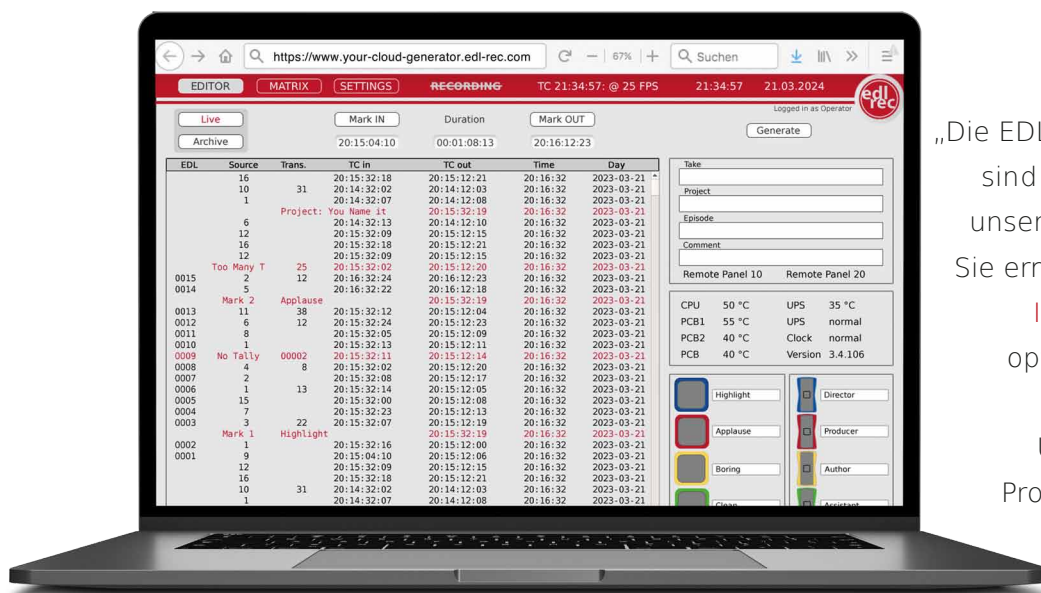 https://www.your-cloud-generator.edl-rec.com 67% Suchen
EDITOR MATRIX SETTINGS RECORDING TC 21:34:57: @ 25 FPS 21:34:57 21.03.2024
edl rec
Logged in as Operator
Live Mark IN Duration Mark OUT Generate
Archive 20:15:04:10 00:01:08:13 20:16:12:23
EDL Source Trans. TC in TC out Time Day
16 20:15:32:18 20:15:12:21 20:16:32 2023-03-21
10 31 20:14:32:02 20:14:12:03 20:16:32 2023-03-21
1 20:14:32:07 20:14:12:08 20:16:32 2023-03-21
Project: You Name it 20:15:32:19 20:16:32 2023-03-21
6 20:14:32:13 20:14:12:10 20:16:32 2023-03-21
12 20:15:32:09 20:15:12:15 20:16:32 2023-03-21
16 20:15:32:18 20:15:12:21 20:16:32 2023-03-21
12 20:15:32:09 20:15:12:15 20:16:32 2023-03-21
Too Many T 25 20:15:32:02 20:15:12:20 20:16:32 2023-03-21
0015 2 12 20:16:32:24 20:16:12:23 20:16:32 2023-03-21
0014 5 20:16:32:22 20:16:12:18 20:16:32 2023-03-21
Mark 2 Applause 20:15:32:19 20:16:32 2023-03-21
0013 11 38 20:15:32:12 20:15:12:04 20:16:32 2023-03-21
0012 6 12 20:15:32:24 20:15:12:23 20:16:32 2023-03-21
0011 8 20:15:32:05 20:15:12:09 20:16:32 2023-03-21
0010 1 20:15:32:13 20:15:12:11 20:16:32 2023-03-21
0009 No Tally 00002 20:15:32:11 20:15:12:14 20:16:32 2023-03-21
0008 4 8 20:15:32:02 20:15:12:20 20:16:32 2023-03-21
0007 2 20:15:32:08 20:15:12:17 20:16:32 2023-03-21
0006 1 13 20:15:32:14 20:15:12:05 20:16:32 2023-03-21
0005 15 20:15:32:00 20:15:12:08 20:16:32 2023-03-21
0004 7 20:15:32:23 20:15:12:13 20:16:32 2023-03-21
0003 3 22 20:15:32:07 20:15:12:19 20:16:32 2023-03-21
Mark 1 Highlight 20:15:32:19 20:16:32 2023-03-21
0002 1 20:15:32:16 20:15:12:00 20:16:32 2023-03-21
0001 9 20:15:04:10 20:15:12:06 20:16:32 2023-03-21
12 20:15:32:09 20:15:12:15 20:16:32 2023-03-21
16 20:15:32:18 20:15:12:21 20:16:32 2023-03-21
10 31 20:14:32:02 20:14:12:03 20:16:32 2023-03-21
1 20:14:32:07 20:14:12:08 20:16:32 2023-03-21
Take
Project
Episode
Comment
Remote Panel 10 Remote Panel 20
CPU 50 °C UPS 35 °C
PCB1 55 °C UPS normal
PCB2 40 °C Clock normal
PCB 40 °C Version 3.4.106
Highlight Director
Applause Producer
Boring Author
Clean Assistant
„Die EDL
sind
unser
Sie err
op
Pro